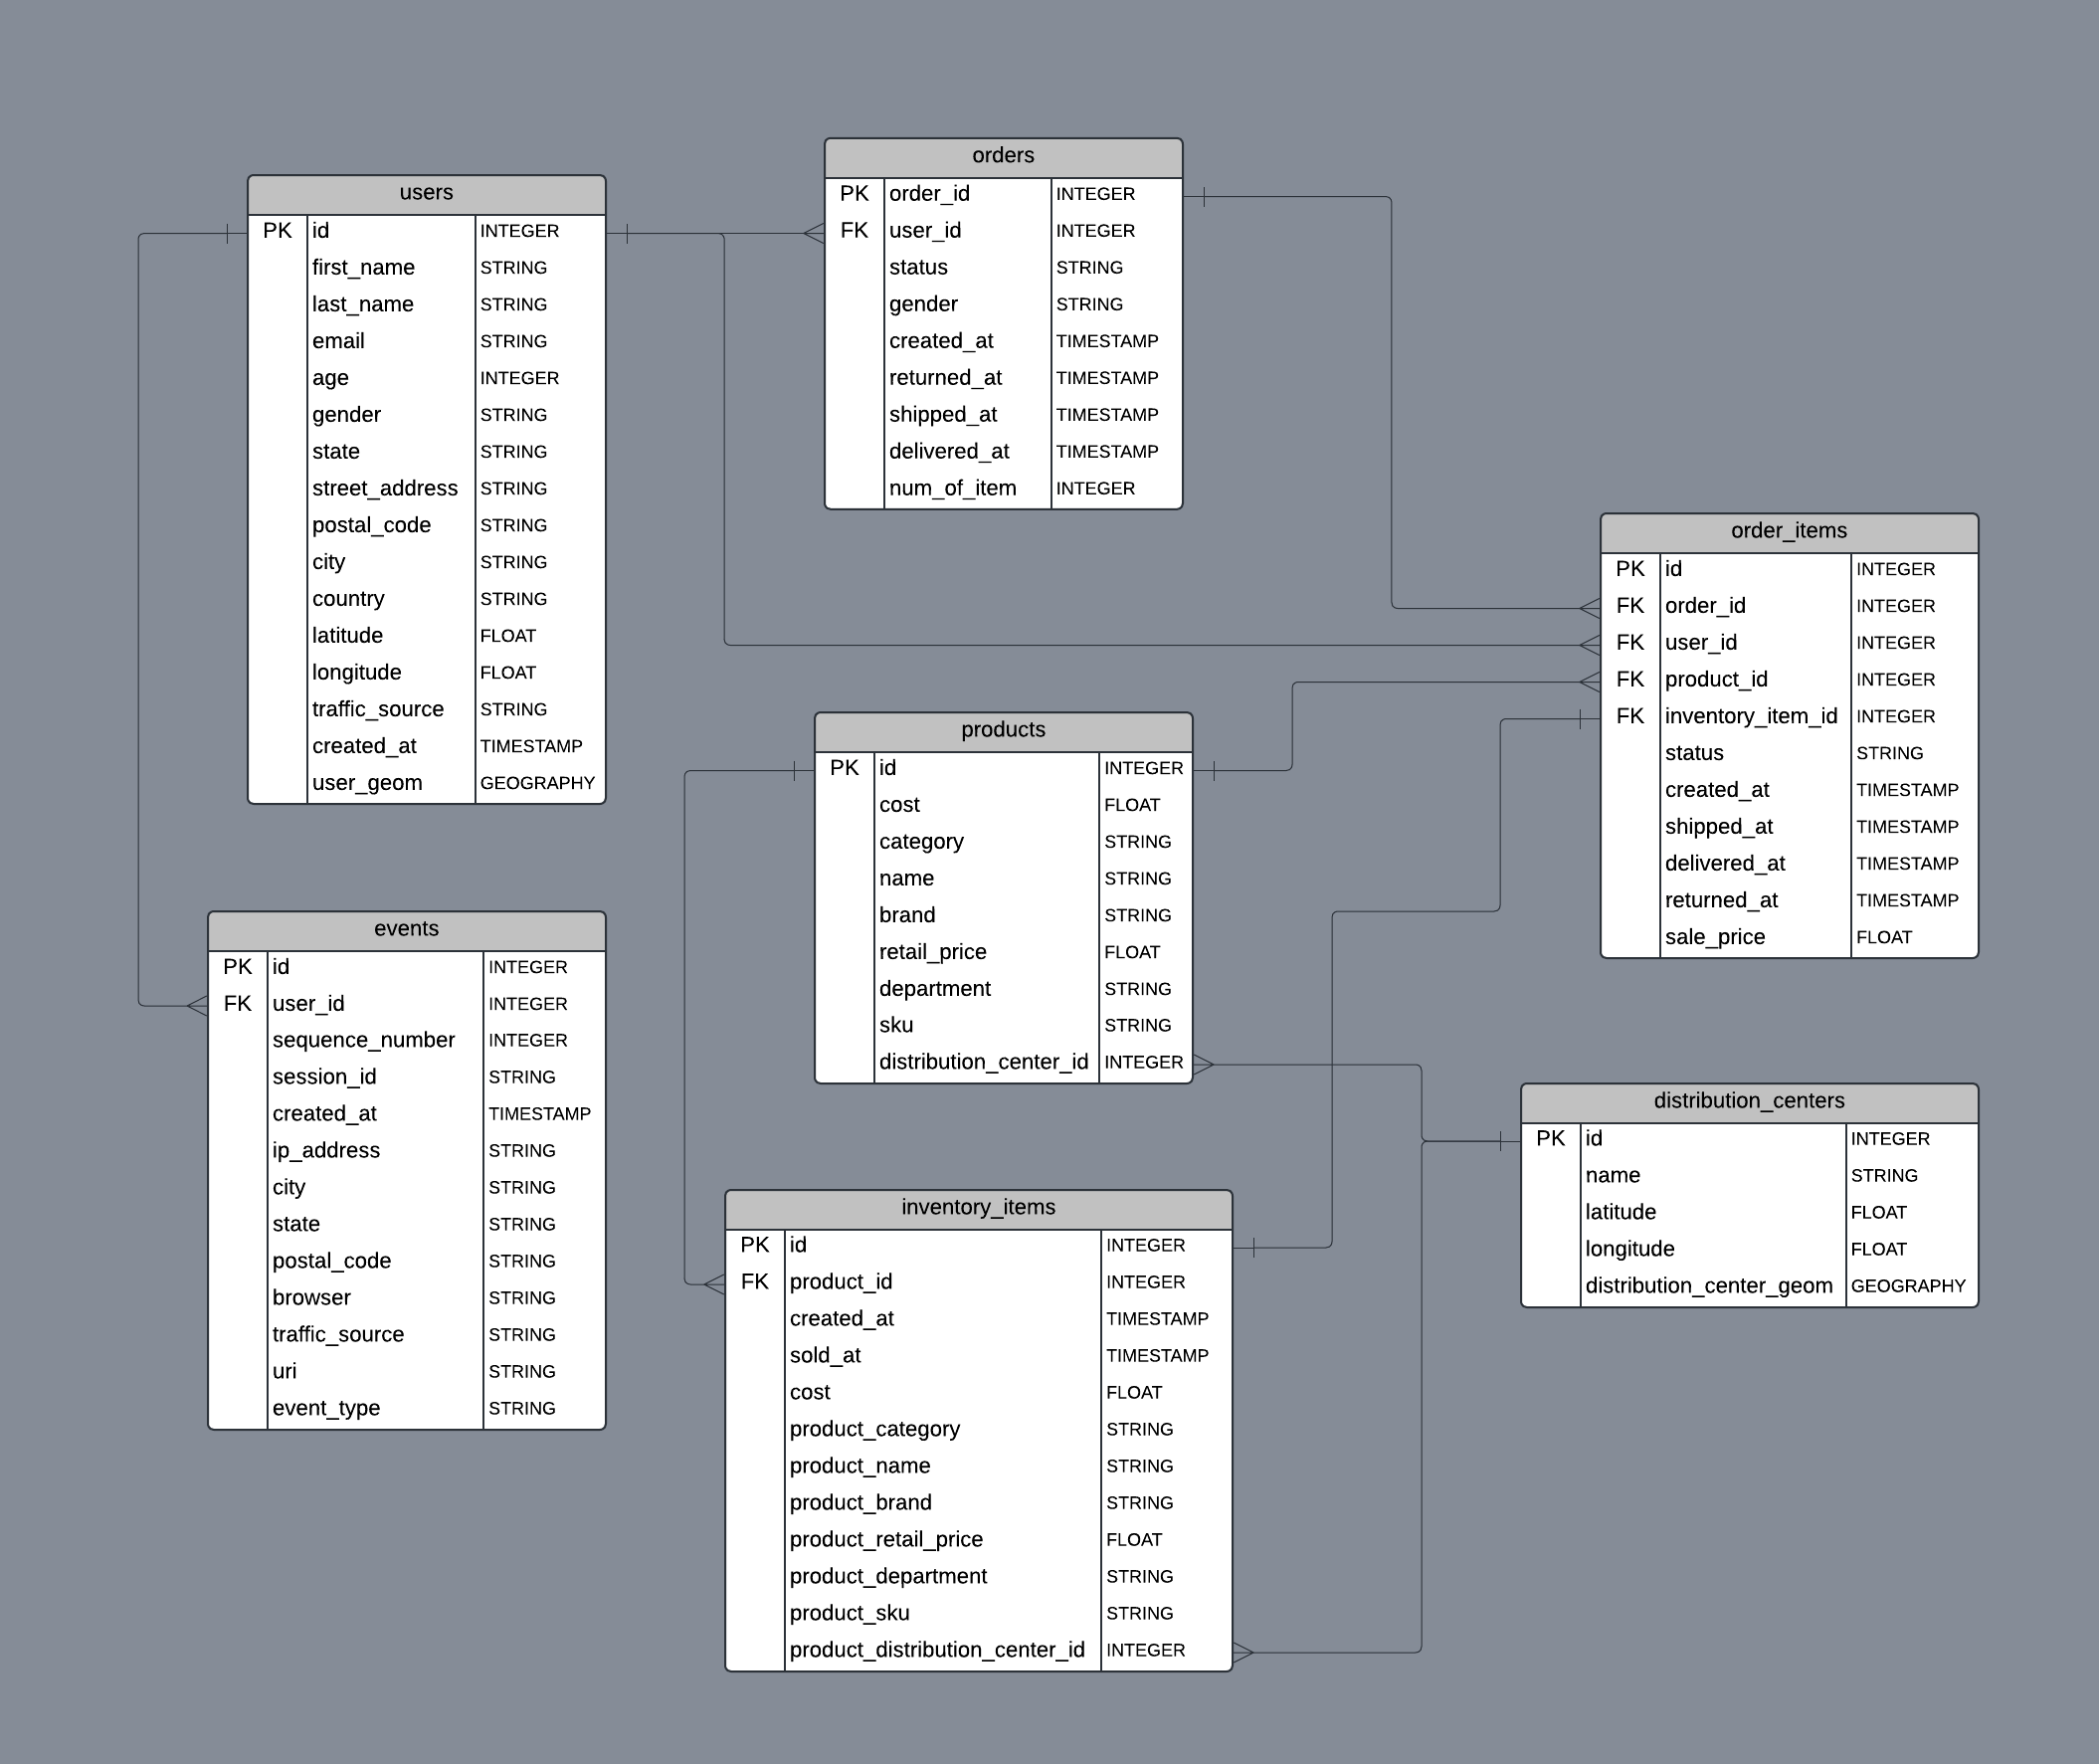 users
PK id INTEGER
first_name STRING
last_name STRING
email STRING
age INTEGER
gender STRING
state STRING
street_address STRING
postal_code STRING
city STRING
country STRING
latitude FLOAT
longitude FLOAT
traffic_source STRING
created_at TIMESTAMP
user_geom GEOGRAPHY
orders
PK order_id INTEGER
FK user_id INTEGER
status STRING
gender STRING
created_at TIMESTAMP
returned_at TIMESTAMP
shipped_at TIMESTAMP
delivered_at TIMESTAMP
num_of_item INTEGER
order_items
PK id INTEGER
FK order_id INTEGER
FK user_id INTEGER
FK product_id INTEGER
FK inventory_item_id INTEGER
status STRING
created_at TIMESTAMP
shipped_at TIMESTAMP
delivered_at TIMESTAMP
returned_at TIMESTAMP
sale_price FLOAT
products
PK id INTEGER
cost FLOAT
category STRING
name STRING
brand STRING
retail_price FLOAT
department STRING
sku STRING
distribution_center_id INTEGER
events
PK id INTEGER
FK user_id INTEGER
sequence_number INTEGER
session_id STRING
created_at TIMESTAMP
ip_address STRING
city STRING
state STRING
postal_code STRING
browser STRING
traffic_source STRING
uri STRING
event_type STRING
distribution_centers
PK id INTEGER
name STRING
latitude FLOAT
longitude FLOAT
distribution_center_geom GEOGRAPHY
inventory_items
PK id INTEGER
FK product_id INTEGER
created_at TIMESTAMP
sold_at TIMESTAMP
cost FLOAT
product_category STRING
product_name STRING
product_brand STRING
product_retail_price FLOAT
product_department STRING
product_sku STRING
product_distribution_center_id INTEGER